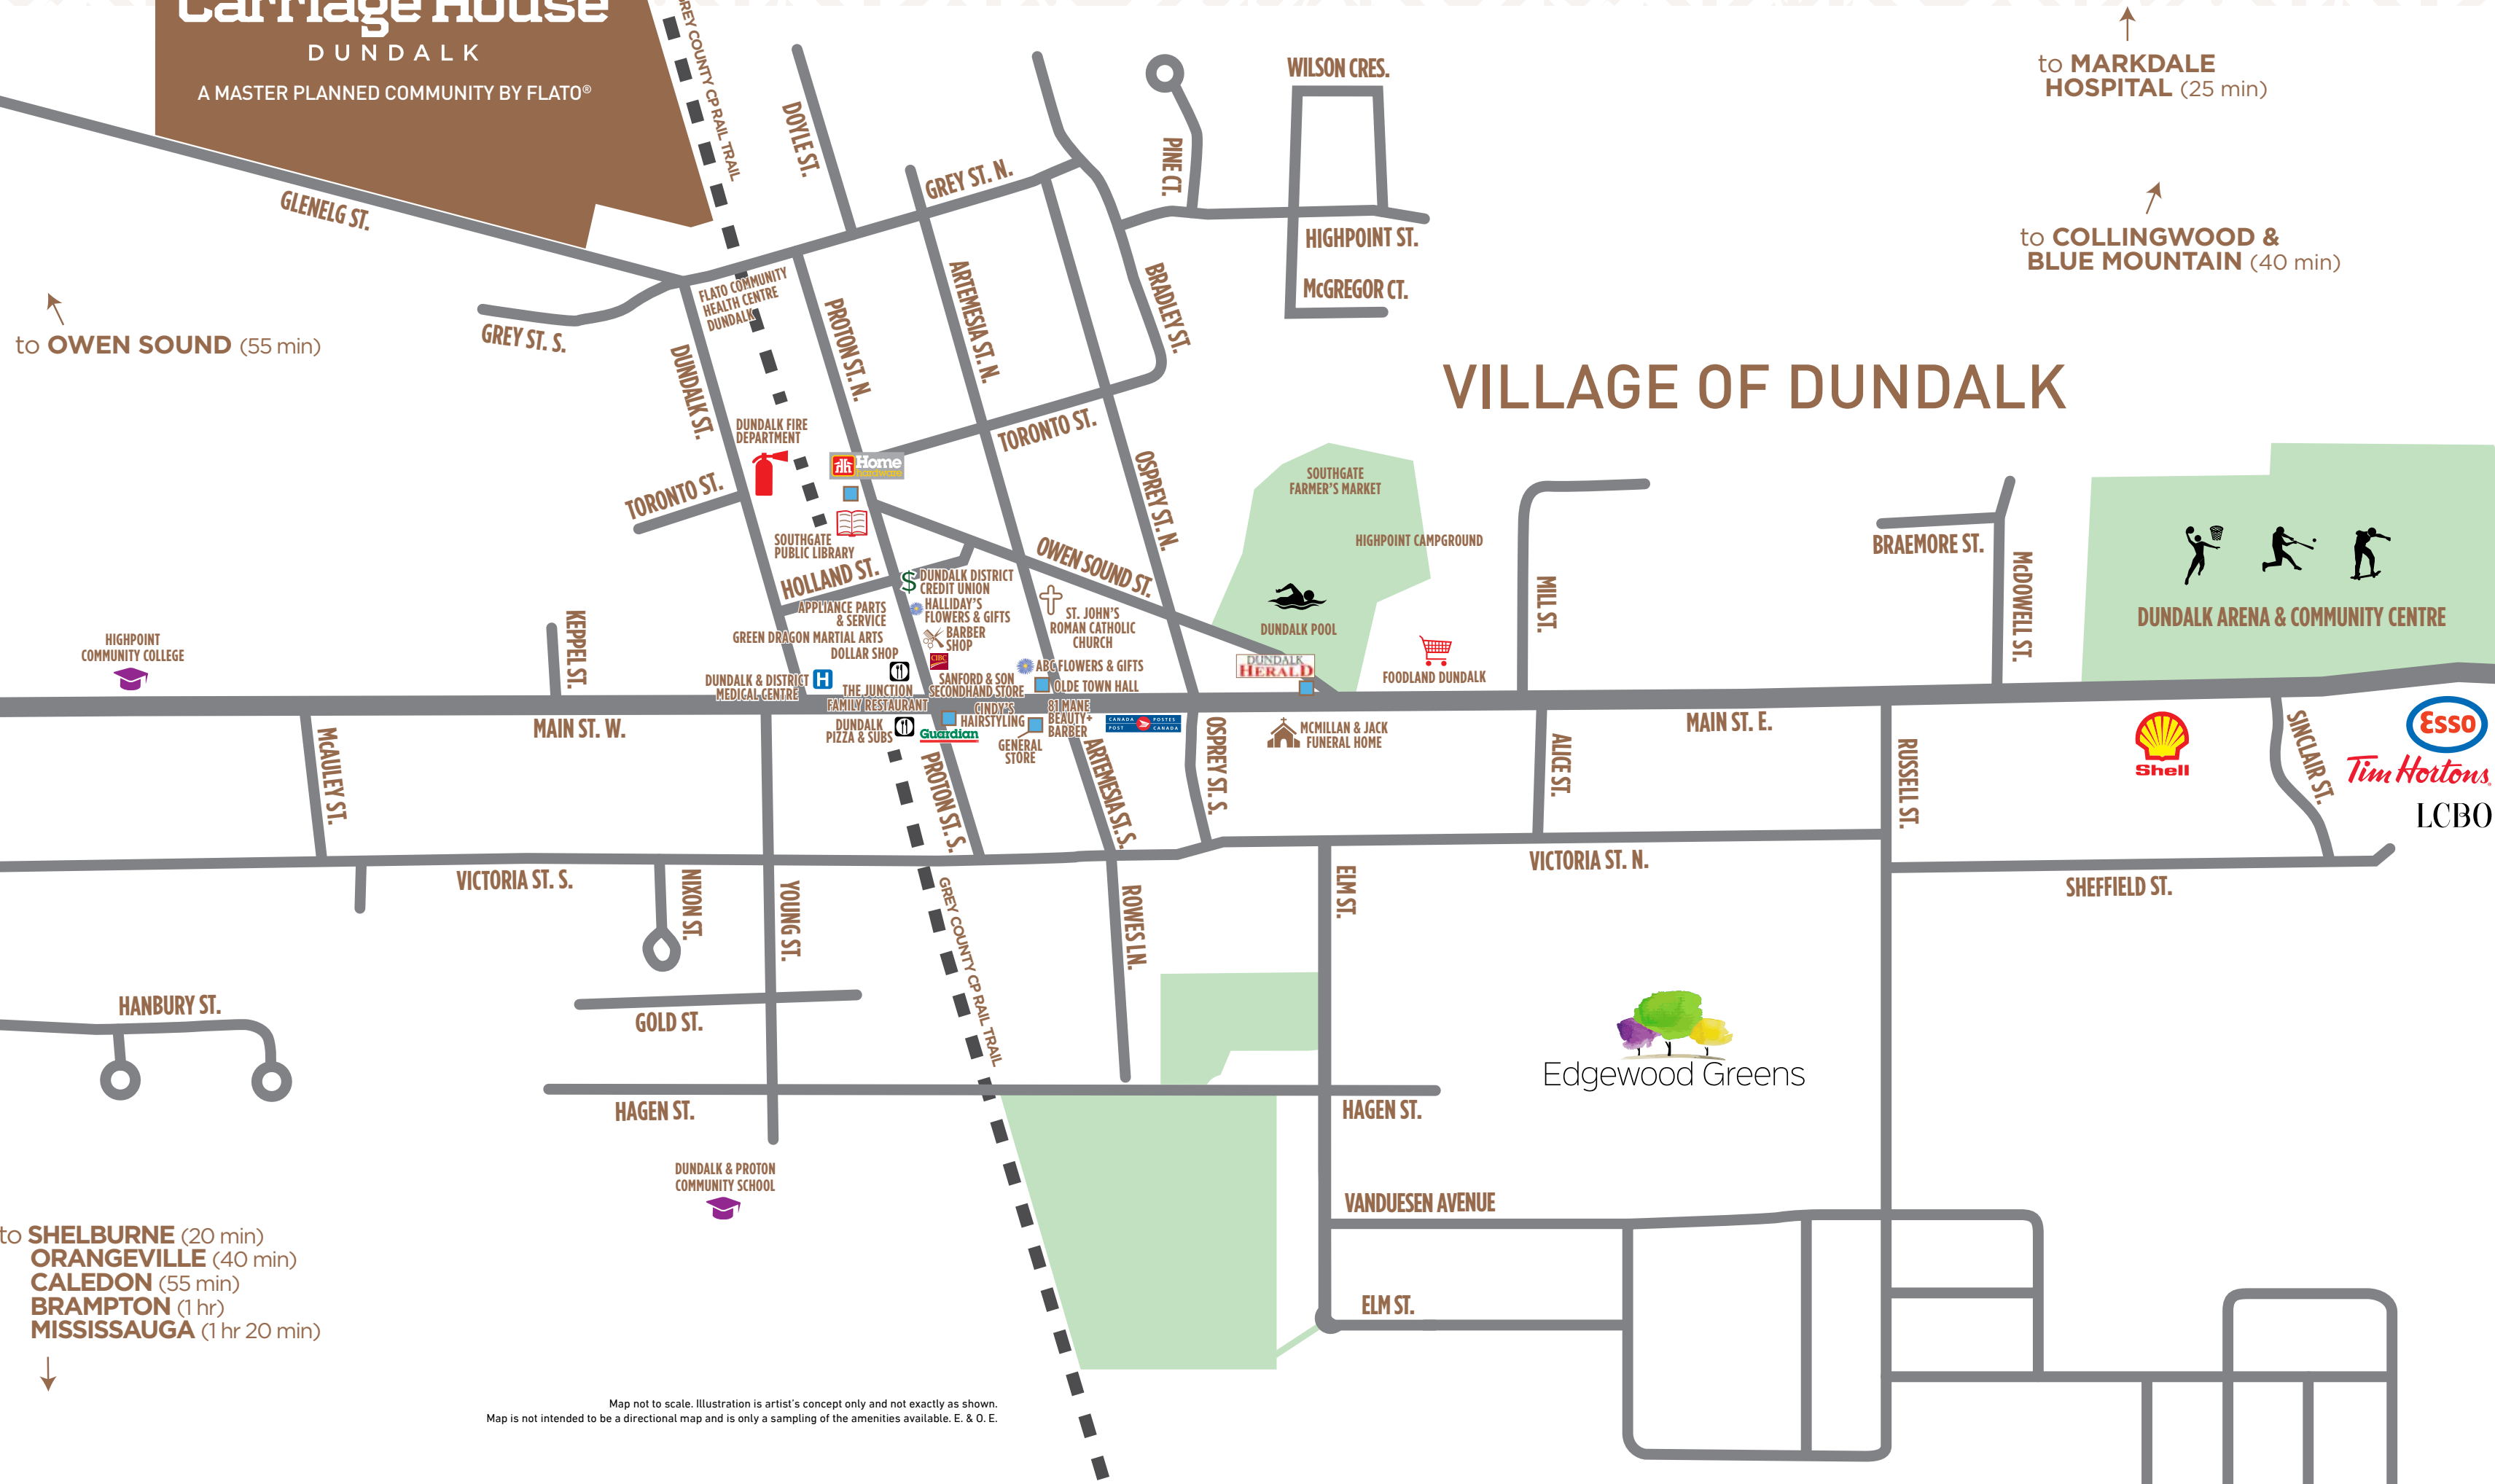 Carriage House
DUNDALK
A MASTER PLANNED COMMUNITY BY FLATO®
GREY COUNTY CP RAIL TRAIL
to MARKDALE
HOSPITAL (25 min)
to COLLINGWOOD &
BLUE MOUNTAIN (40 min)
to OWEN SOUND (55 min)
VILLAGE OF DUNDALK
WILSON CRES.
DOYLE ST.
PINE CT.
GREY ST. N.
GLENELG ST.
HIGHPOINT ST.
McGREGOR CT.
BRADLEY ST.
ARTEMESIA ST. N.
PROTON ST. N.
FLATO COMMUNITY
HEALTH CENTRE
DUNDALK
GREY ST. S.
DUNDALK ST.
DUNDALK FIRE
DEPARTMENT
Home
hardware
TORONTO ST.
TORONTO ST.
OSPREY ST. N.
SOUTHGATE
FARMER'S MARKET
HIGHPOINT CAMPGROUND
DUNDALK POOL
SOUTHGATE
PUBLIC LIBRARY
HOLLAND ST.
OWEN SOUND ST.
$ DUNDALK DISTRICT
CREDIT UNION
HALLIDAY'S
FLOWERS & GIFTS
BARBER
SHOP
APPLIANCE PARTS
& SERVICE
GREEN DRAGON MARTIAL ARTS
DOLLAR SHOP
CIBC
ST. JOHN'S
ROMAN CATHOLIC
CHURCH
ABC FLOWERS & GIFTS
OLDE TOWN HALL
SANFORD & SON
SECONDHAND STORE
DUNDALK & DISTRICT
MEDICAL CENTRE
H
THE JUNCTION
FAMILY RESTAURANT
DUNDALK
PIZZA & SUBS
Guardian
CINDY'S
HAIRSTYLING
81 MANE
BEAUTY+
BARBER
GENERAL
STORE
CANADA POSTES
POST CANADA
DUNDALK
HERALD
FOODLAND DUNDALK
MCMILLAN & JACK
FUNERAL HOME
MILL ST.
BRAEMORE ST.
McDOWELL ST.
DUNDALK ARENA & COMMUNITY CENTRE
HIGHPOINT
COMMUNITY COLLEGE
KEPPEL ST.
MAIN ST. W.
MAIN ST. E.
McAULEY ST.
PROTON ST. S.
ARTEMESIA ST. S.
OSPREY ST. S.
ALICE ST.
RUSSELL ST.
Shell
SINCLAIR ST.
Esso
Tim Hortons
LCBO
VICTORIA ST. S.
VICTORIA ST. N.
SHEFFIELD ST.
NIXON ST.
YOUNG ST.
GREY COUNTY CP RAIL TRAIL
ROWES LN.
ELM ST.
HANBURY ST.
GOLD ST.
Edgewood Greens
HAGEN ST.
HAGEN ST.
DUNDALK & PROTON
COMMUNITY SCHOOL
VANDUESEN AVENUE
ELM ST.
to SHELBURNE (20 min)
ORANGEVILLE (40 min)
CALEDON (55 min)
BRAMPTON (1 hr)
MISSISSAUGA (1 hr 20 min)
Map not to scale. Illustration is artist's concept only and not exactly as shown.
Map is not intended to be a directional map and is only a sampling of the amenities available. E. & O. E.